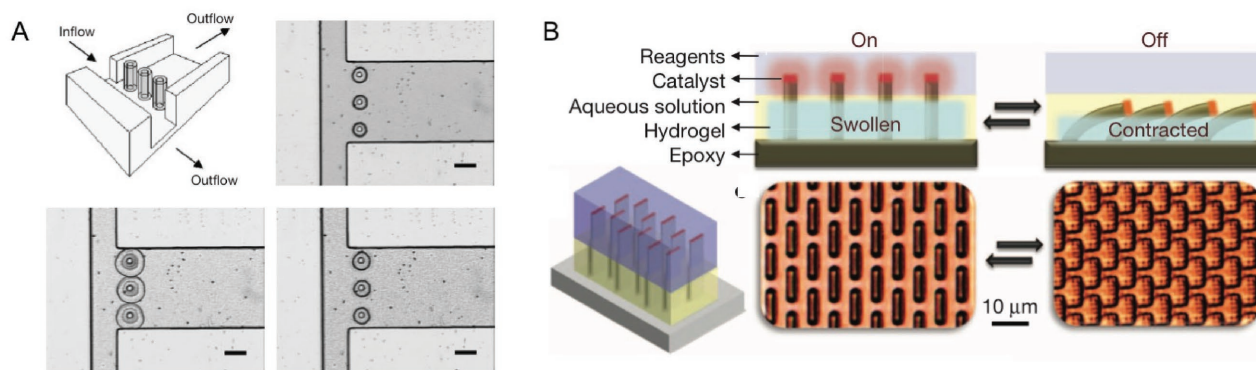 A
Inflow
Outflow
Outflow
B
On
Off
Reagents
Catalyst
Aqueous solution
Hydrogel
Epoxy
Swollen
Contracted
10 µm